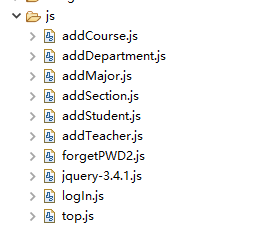 js
addCourse.js
addDepartment.js
addMajor.js
addSection.js
addStudent.js
addTeacher.js
forgetPWD2.js
jquery-3.4.1.js
logIn.js
top.js